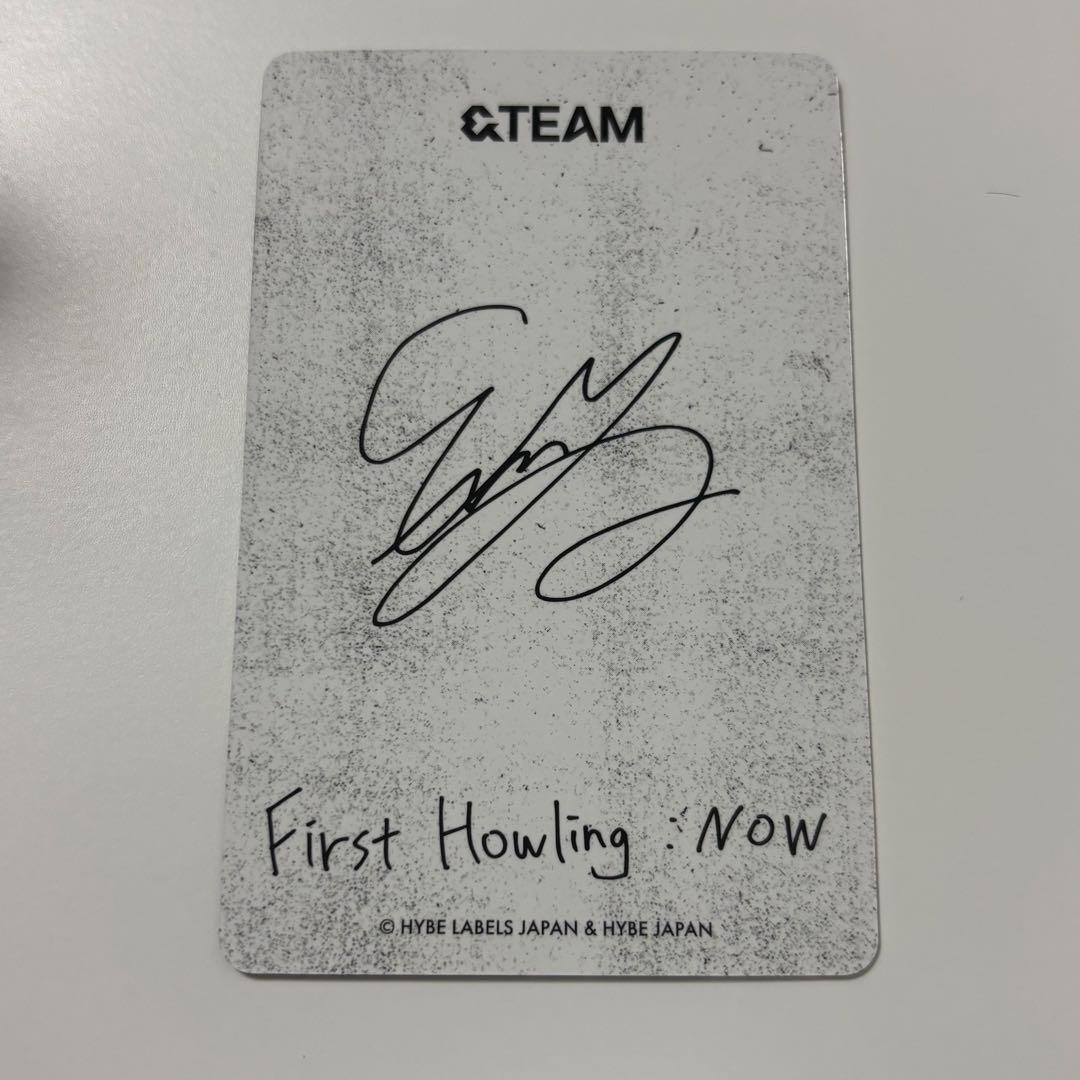 &TEAM
First Howling : NOW
© HYBE LABELS JAPAN & HYBE JAPAN